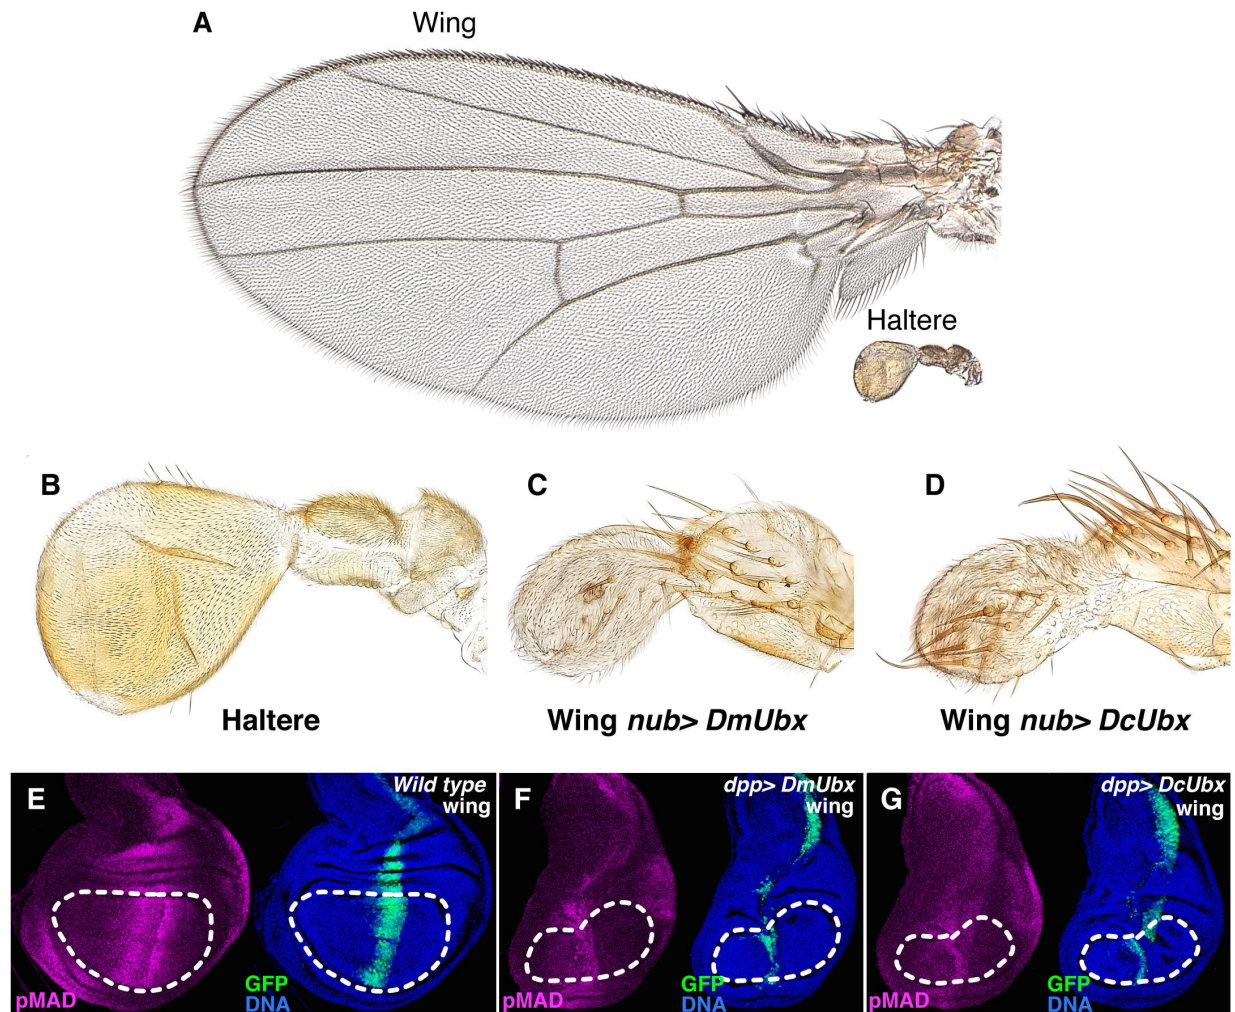 A
Wing
Haltere
B
C
D
Haltere
Wing nub> DmUbx
Wing nub> DcUbx
E
Wild type
wing
pMAD
GFP
DNA
F
dpp> DmUbx
wing
pMAD
GFP
DNA
G
dpp> DcUbx
wing
pMAD
GFP
DNA